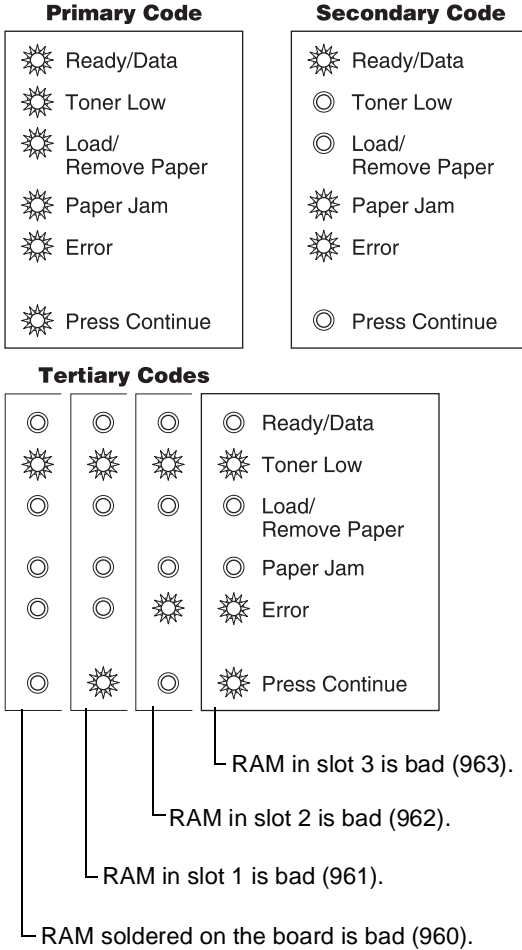 Primary Code
Secondary Code
Ready/Data
Toner Low
Load/
Remove Paper
Paper Jam
Error
Press Continue
Ready/Data
Toner Low
Load/
Remove Paper
Paper Jam
Error
Press Continue
Tertiary Codes
Ready/Data
Toner Low
Load/
Remove Paper
Paper Jam
Error
Press Continue
RAM in slot 3 is bad (963).
RAM in slot 2 is bad (962).
RAM in slot 1 is bad (961).
RAM soldered on the board is bad (960).